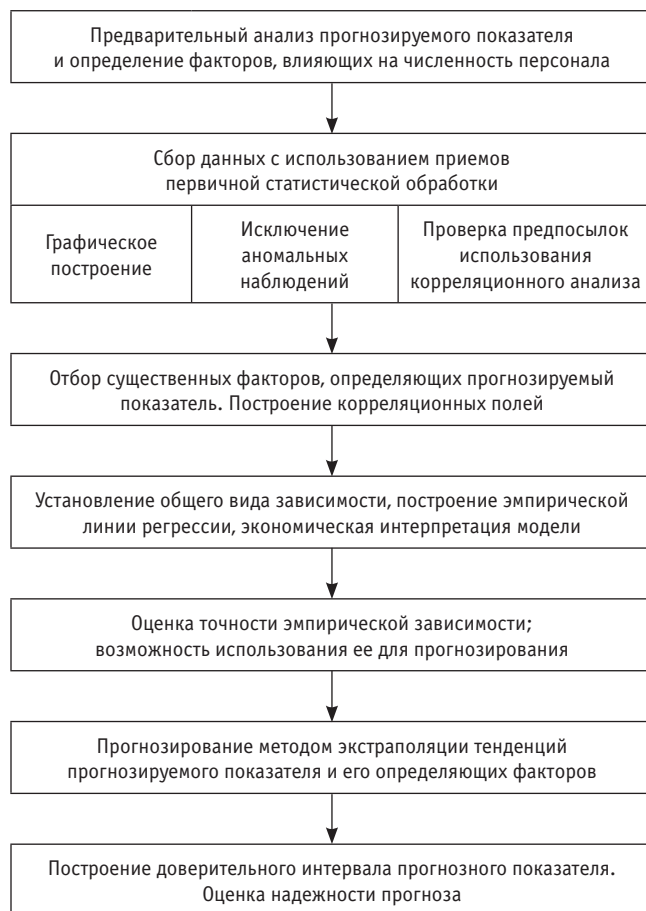 Предварительный анализ прогнозируемого показателя
и определение факторов, влияющих на численность персонала
Сбор данных с использованием приемов
первичной статистической обработки
Графическое
построение
Исключение
аномальных
наблюдений
Проверка предпосылок
использования
корреляционного анализа
Отбор существенных факторов, определяющих прогнозируемый
показатель. Построение корреляционных полей
Установление общего вида зависимости, построение эмпирической
линии регрессии, экономическая интерпретация модели
Оценка точности эмпирической зависимости;
возможность использования ее для прогнозирования
Прогнозирование методом экстраполяции тенденций
прогнозируемого показателя и его определяющих факторов
Построение доверительного интервала прогнозного показателя.
Оценка надежности прогноза